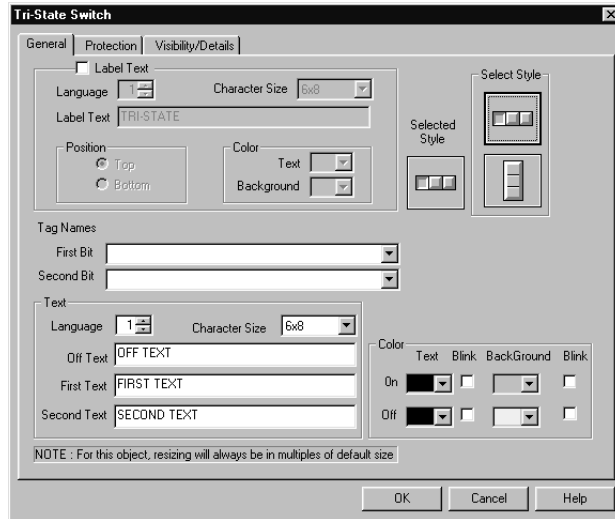 Tri-State Switch
General Protection Visibility/Details
Label Text
Language 1 Character Size 6x8
Label Text TRI-STATE
Position
Top
Bottom
Color
Text
Background
Selected Style
Select Style
Tag Names
First Bit
Second Bit
Text
Language 1 Character Size 6x8
Off Text OFF TEXT
First Text FIRST TEXT
Second Text SECOND TEXT
Color
Text Blink BackGround Blink
On
Off
NOTE : For this object, resizing will always be in multiples of default size
OK Cancel Help